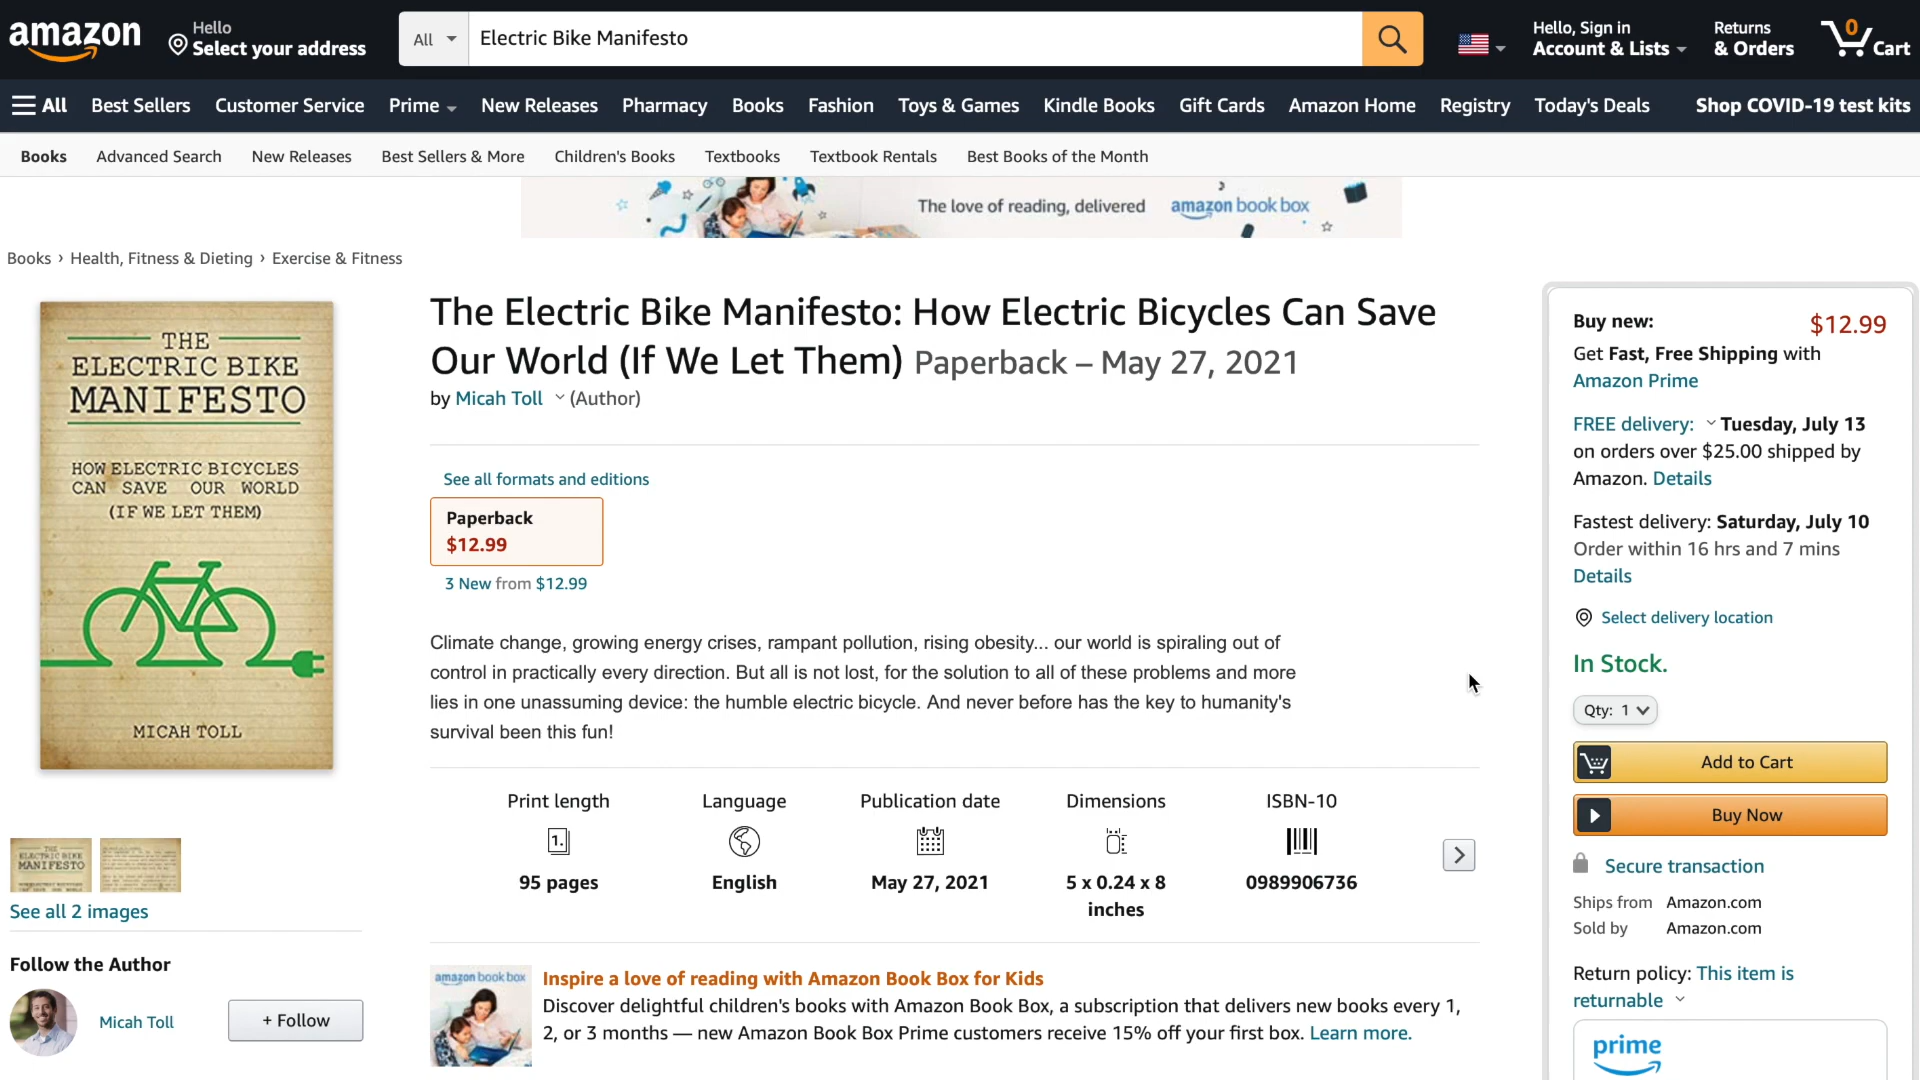 amazon
Hello
Select your address
All
Electric Bike Manifesto
Hello, Sign in
Account & Lists
Returns
& Orders
0
Cart
All
Best Sellers
Customer Service
Prime
New Releases
Pharmacy
Books
Fashion
Toys & Games
Kindle Books
Gift Cards
Amazon Home
Registry
Today's Deals
Shop COVID-19 test kits
Books
Advanced Search
New Releases
Best Sellers & More
Children's Books
Textbooks
Textbook Rentals
Best Books of the Month
The love of reading, delivered
amazon book box
Books › Health, Fitness & Dieting › Exercise & Fitness
THE
ELECTRIC BIKE
MANIFESTO
HOW ELECTRIC BICYCLES
CAN SAVE OUR WORLD
(IF WE LET THEM)
MICAH TOLL
THE
ELECTRIC BIKE
MANIFESTO
See all 2 images
Follow the Author
Micah Toll
+ Follow
The Electric Bike Manifesto: How Electric Bicycles Can Save
Our World (If We Let Them) Paperback – May 27, 2021
by Micah Toll (Author)
See all formats and editions
Paperback
$12.99
3 New from $12.99
Climate change, growing energy crises, rampant pollution, rising obesity... our world is spiraling out of
control in practically every direction. But all is not lost, for the solution to all of these problems and more
lies in one unassuming device: the humble electric bicycle. And never before has the key to humanity's
survival been this fun!
Print length
1.
95 pages
Language
English
Publication date
May 27, 2021
Dimensions
5 x 0.24 x 8
inches
ISBN-10
0989906736
amazon book box
Inspire a love of reading with Amazon Book Box for Kids
Discover delightful children's books with Amazon Book Box, a subscription that delivers new books every 1,
2, or 3 months — new Amazon Book Box Prime customers receive 15% off your first box. Learn more.
Buy new:
$12.99
Get Fast, Free Shipping with
Amazon Prime
FREE delivery: Tuesday, July 13
on orders over $25.00 shipped by
Amazon. Details
Fastest delivery: Saturday, July 10
Order within 16 hrs and 7 mins
Details
Select delivery location
In Stock.
Qty: 1
Add to Cart
Buy Now
Secure transaction
Ships from Amazon.com
Sold by Amazon.com
Return policy: This item is
returnable
prime